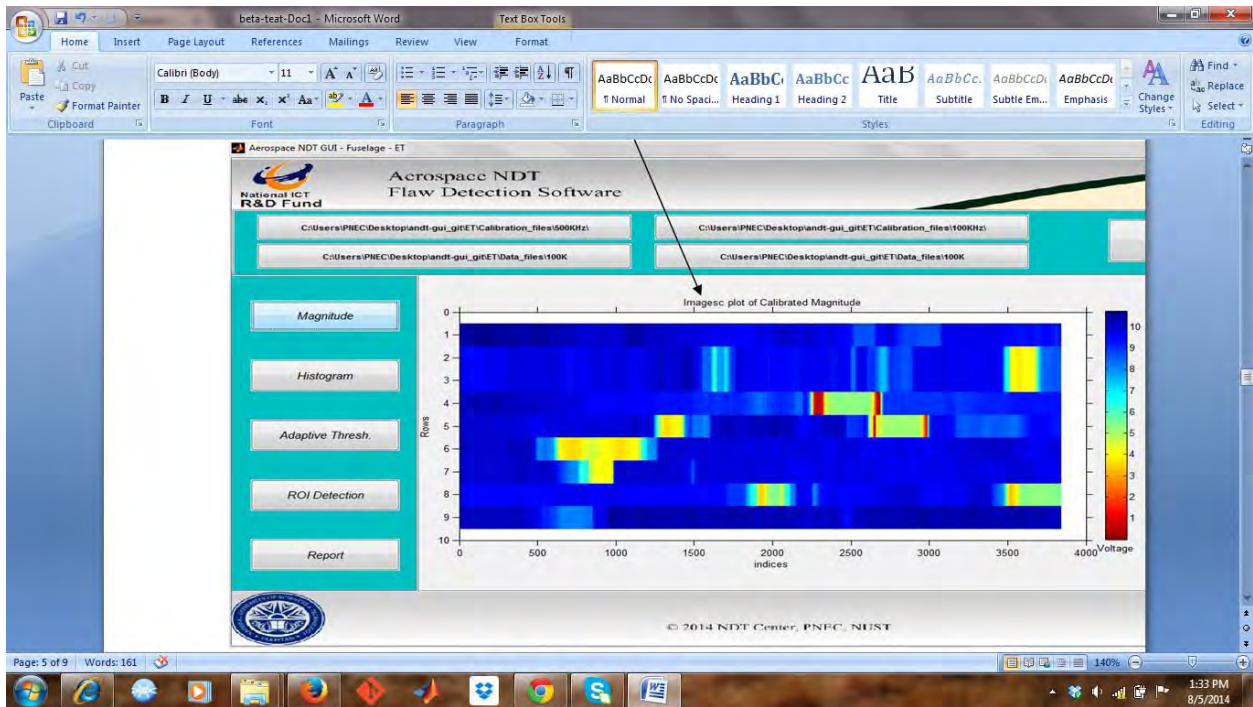 beta-teat-Doc1 - Microsoft Word
Text Box Tools
Home Insert Page Layout References Mailings Review View Format
Paste
Cut
Copy
Format Painter
Clipboard
Calibri (Body) 11
B I U abe x, x² Aa A
Font
Paragraph
AaBbCcDc AaBbCcDc AaBbC AaBbCc AaB AaBbCc. AaBbCcDi AaBbCcDc
¶ Normal ¶ No Spaci... Heading 1 Heading 2 Title Subtitle Subtle Em... Emphasis
Change Styles
Styles
Find
Replace
Select
Editing
Aerospace NDT GUI - Fuselage - ET
National ICT
R&D Fund
Aerospace NDT
Flaw Detection Software
C:\Users\PNEC\Desktop\andt-gui_git\ET\Calibration_files\500KHz\
C:\Users\PNEC\Desktop\andt-gui_git\ET\Calibration_files\100KHz\
C:\Users\PNEC\Desktop\andt-gui_git\ET\Data_files\100K
C:\Users\PNEC\Desktop\andt-gui_git\ET\Data_files\100K
Magnitude
Histogram
Adaptive Thresh.
ROI Detection
Report
Imagesc plot of Calibrated Magnitude
Rows
0
1
2
3
4
5
6
7
8
9
10
0 500 1000 1500 2000 2500 3000 3500 4000
indices
10
9
8
7
6
5
4
3
2
1
Voltage
© 2014 NDT Center, PNEC, NUST
Page: 5 of 9 Words: 161
140%
1:33 PM
8/5/2014